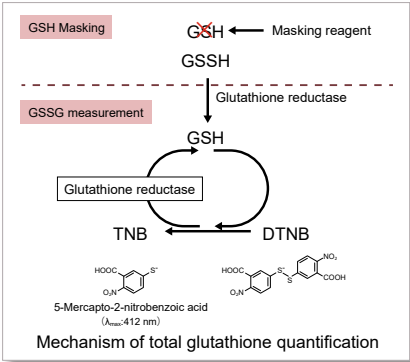 GSH Masking
GSH
Masking reagent
GSSH
Glutathione reductase
GSSG measurement
GSH
Glutathione reductase
TNB
DTNB
HOOC
S⁻
O₂N
HOOC
O₂N
S⁻
S
NO₂
COOH
5-Mercapto-2-nitrobenzoic acid
(λmax:412 nm)
Mechanism of total glutathione quantification